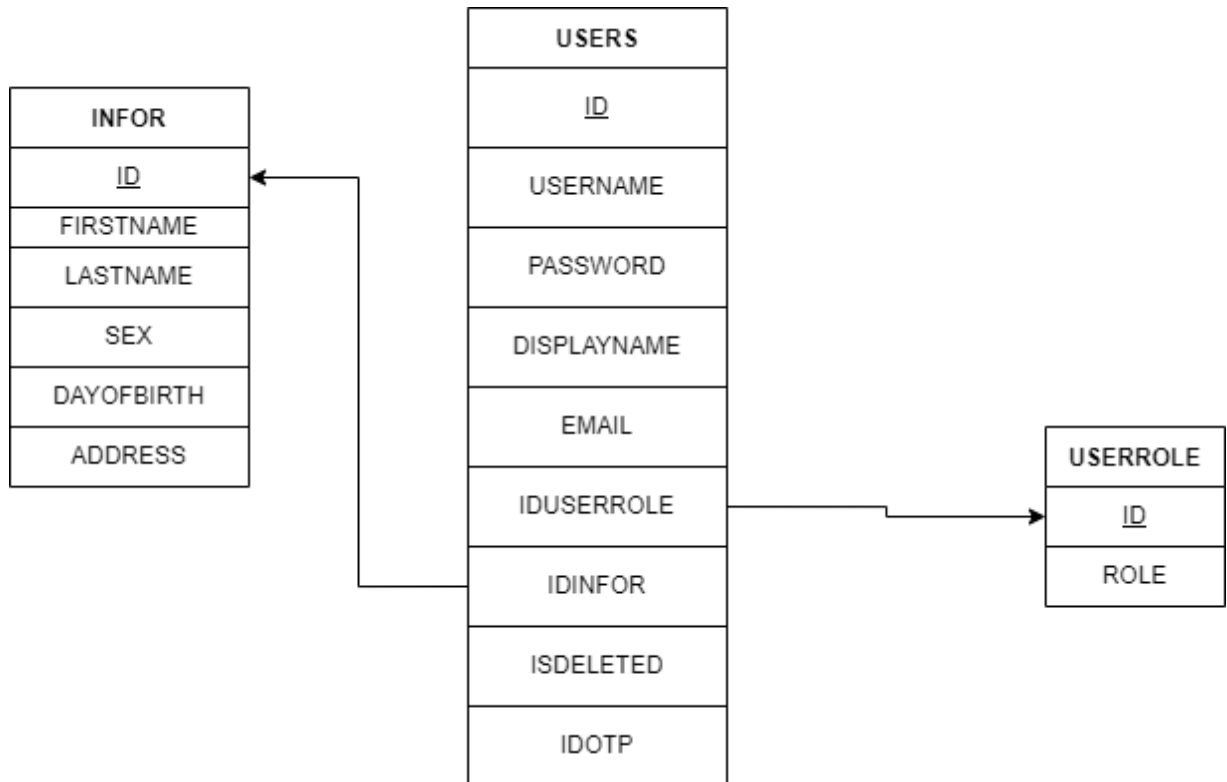 INFOR
ID
FIRSTNAME
LASTNAME
SEX
DAYOFBIRTH
ADDRESS
USERS
ID
USERNAME
PASSWORD
DISPLAYNAME
EMAIL
IDUSERROLE
IDINFOR
ISDELETED
IDOTP
USERROLE
ID
ROLE